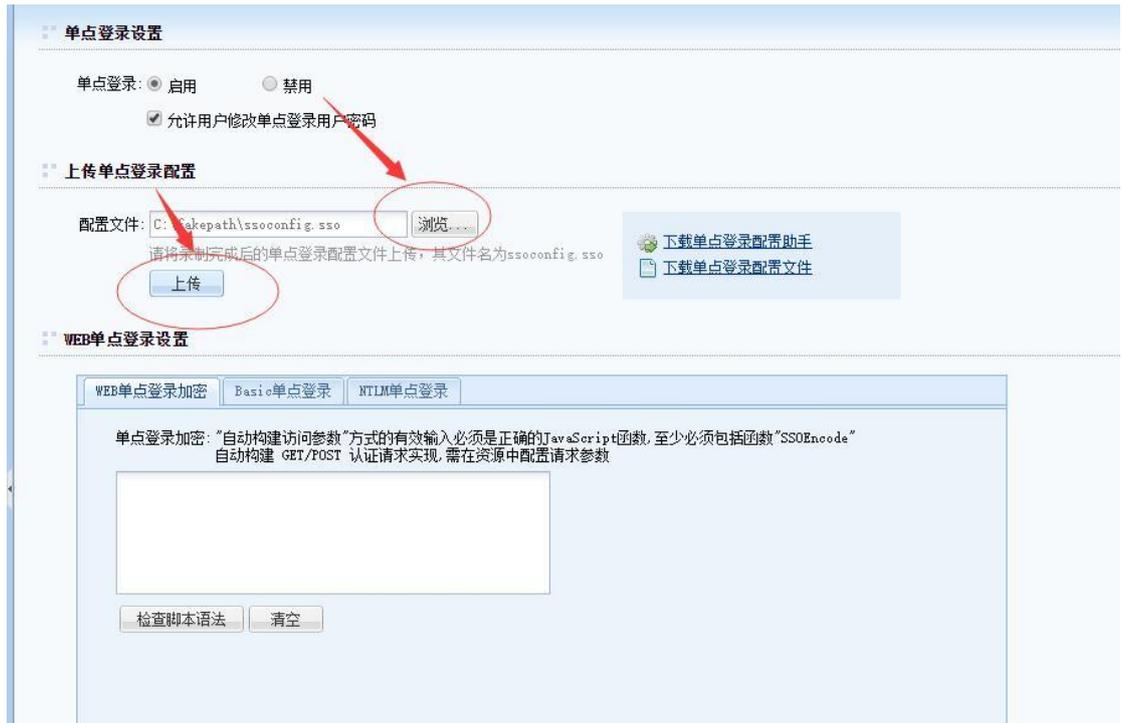 单点登录设置
单点登录: 启用 禁用
允许用户修改单点登录用户密码
上传单点登录配置
配置文件: C:\fakepath\ssoconfig.sso 浏览...
请将录制完成后的单点登录配置文件上传，其文件名为ssoconfig.sso
上传
下载单点登录配置助手
下载单点登录配置文件
WEB单点登录设置
WEB单点登录加密 Basic单点登录 NTLM单点登录
单点登录加密: "自动构建访问参数"方式的有效输入必须是正确的JavaScript函数,至少必须包括函数"SSOEncode"
自动构建 GET/POST 认证请求实现,需在资源中配置请求参数
检查脚本语法 清空